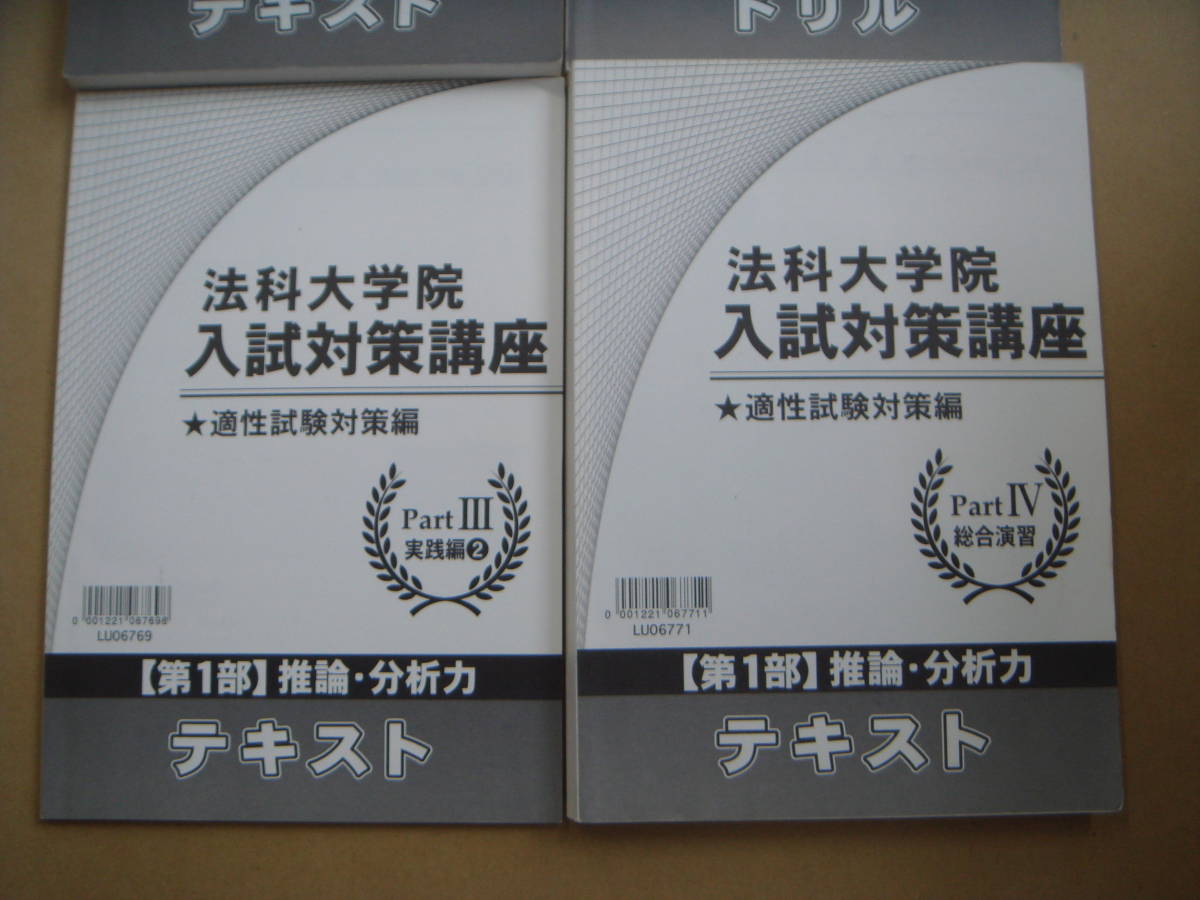 テキスト
ドリル
法科大学院
入試対策講座
★適性試験対策編
Part Ⅲ
実践編❷
0 001221 067696
LU06769
【第1部】推論・分析力
テキスト
法科大学院
入試対策講座
★適性試験対策編
Part Ⅳ
総合演習
0 001221 067711
LU06771
【第1部】推論・分析力
テキスト